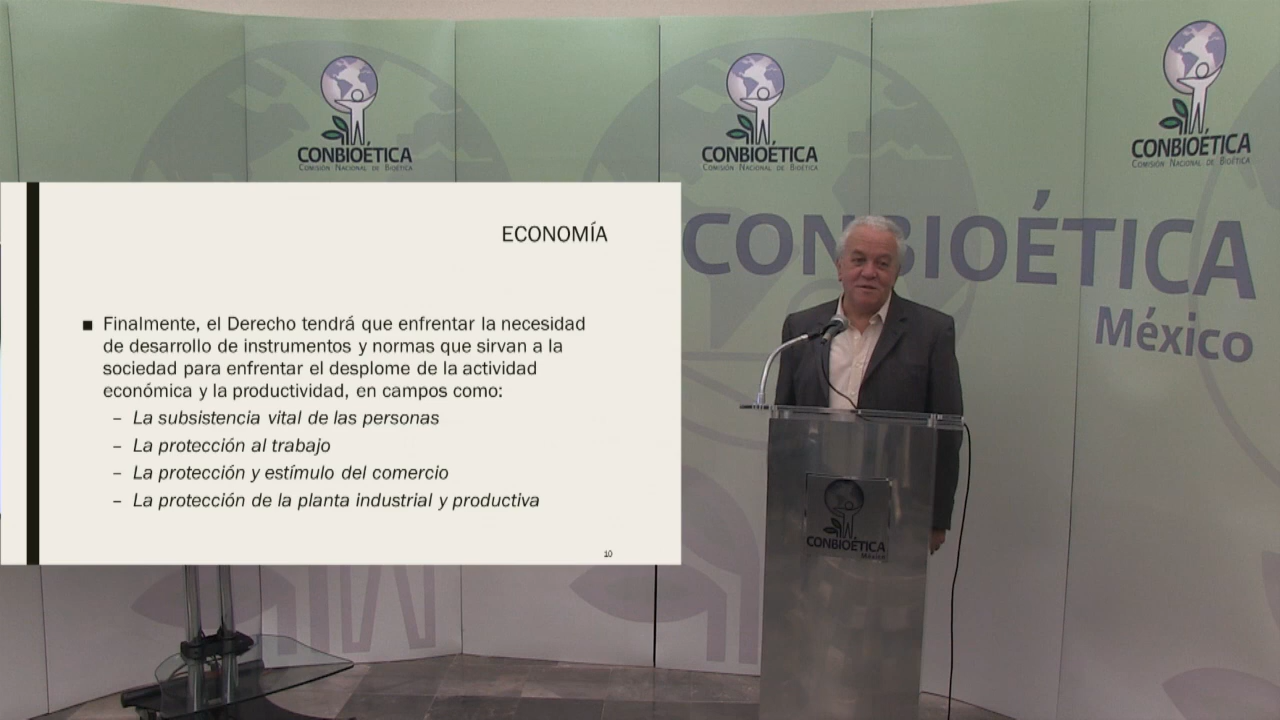 CONBIOÉTICA
COMISIÓN NACIONAL DE BIOÉTICA
CONBIOÉTICA
COMISIÓN NACIONAL DE BIOÉTICA
CONBIOÉTICA
COMISIÓN NACIONAL DE BIOÉTICA
CONBIOÉTICA
México
ECONOMÍA
■ Finalmente, el Derecho tendrá que enfrentar la necesidad
de desarrollo de instrumentos y normas que sirvan a la
sociedad para enfrentar el desplome de la actividad
económica y la productividad, en campos como:
– La subsistencia vital de las personas
– La protección al trabajo
– La protección y estímulo del comercio
– La protección de la planta industrial y productiva
10
CONBIOÉTICA
México